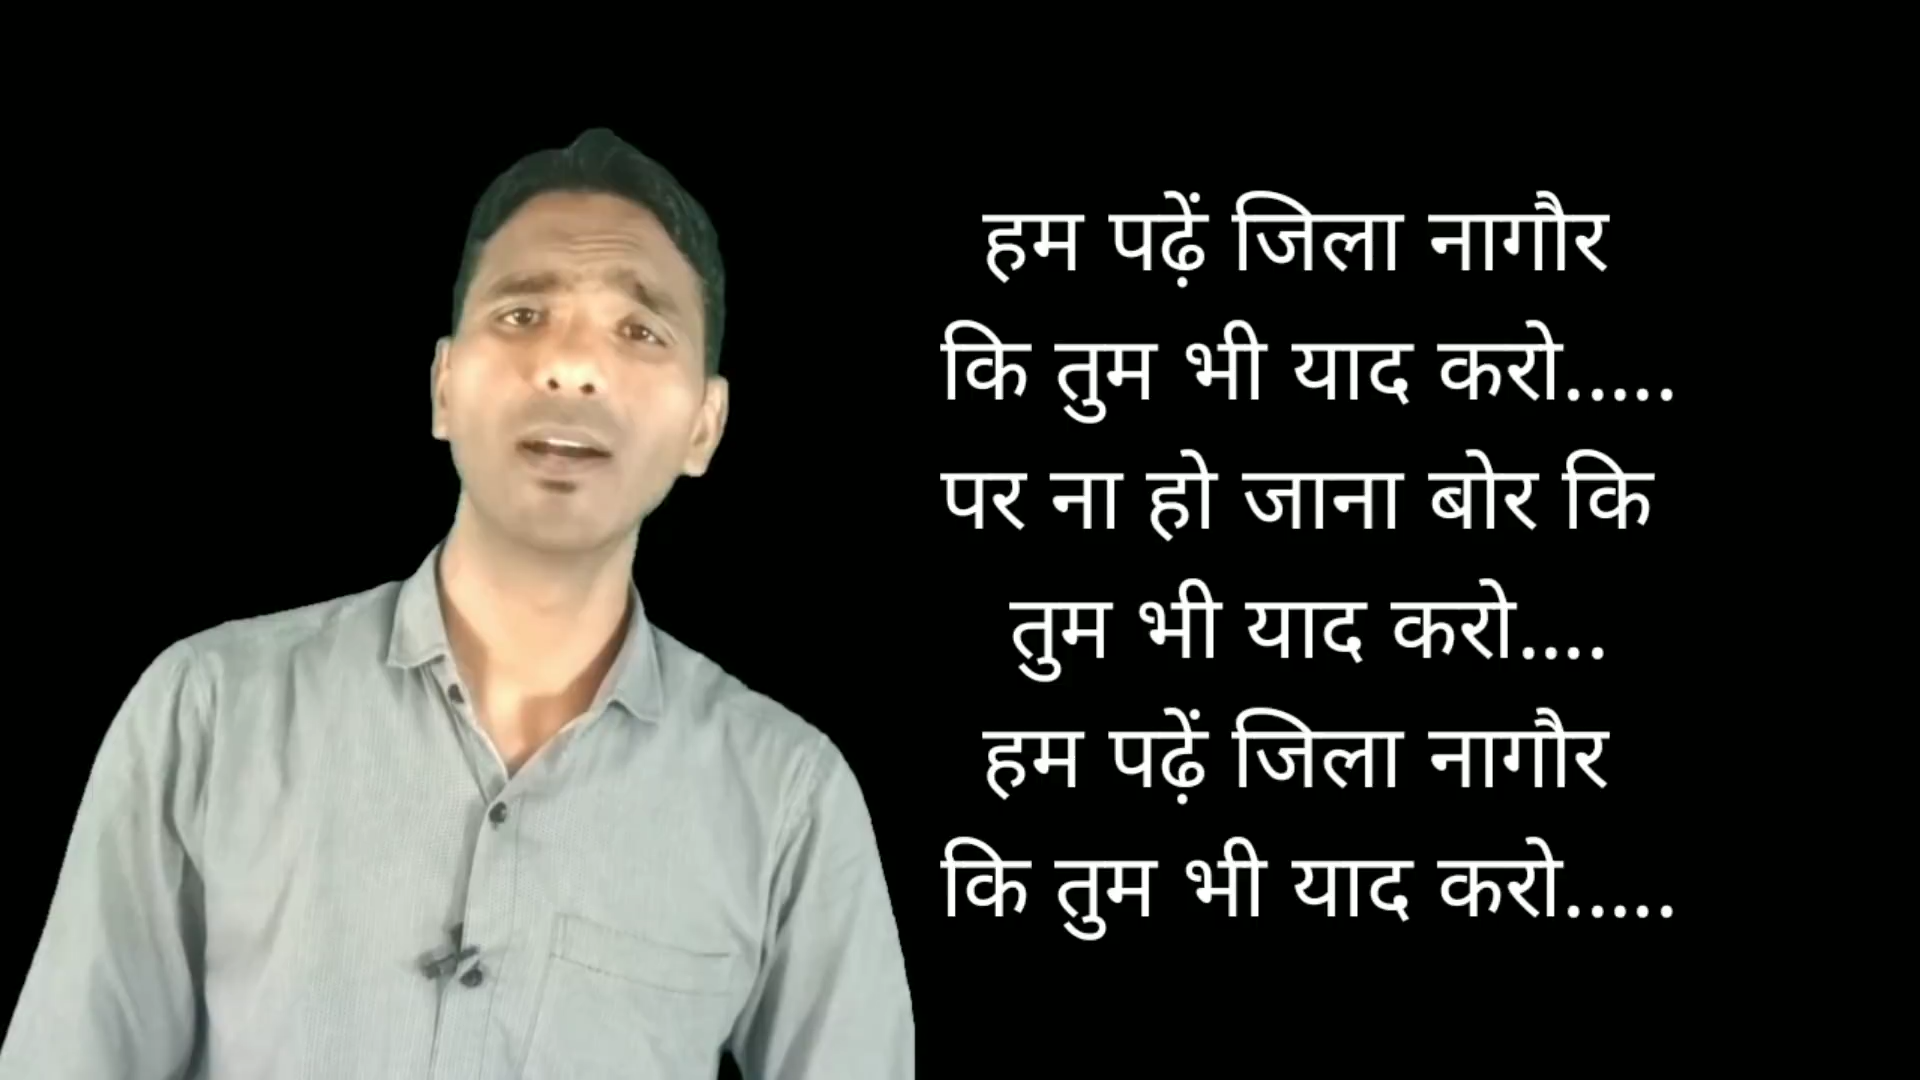 हम पढ़ें जिला नागौर
कि तुम भी याद करो.....
पर ना हो जाना बोर कि
तुम भी याद करो....
हम पढ़ें जिला नागौर
कि तुम भी याद करो.....